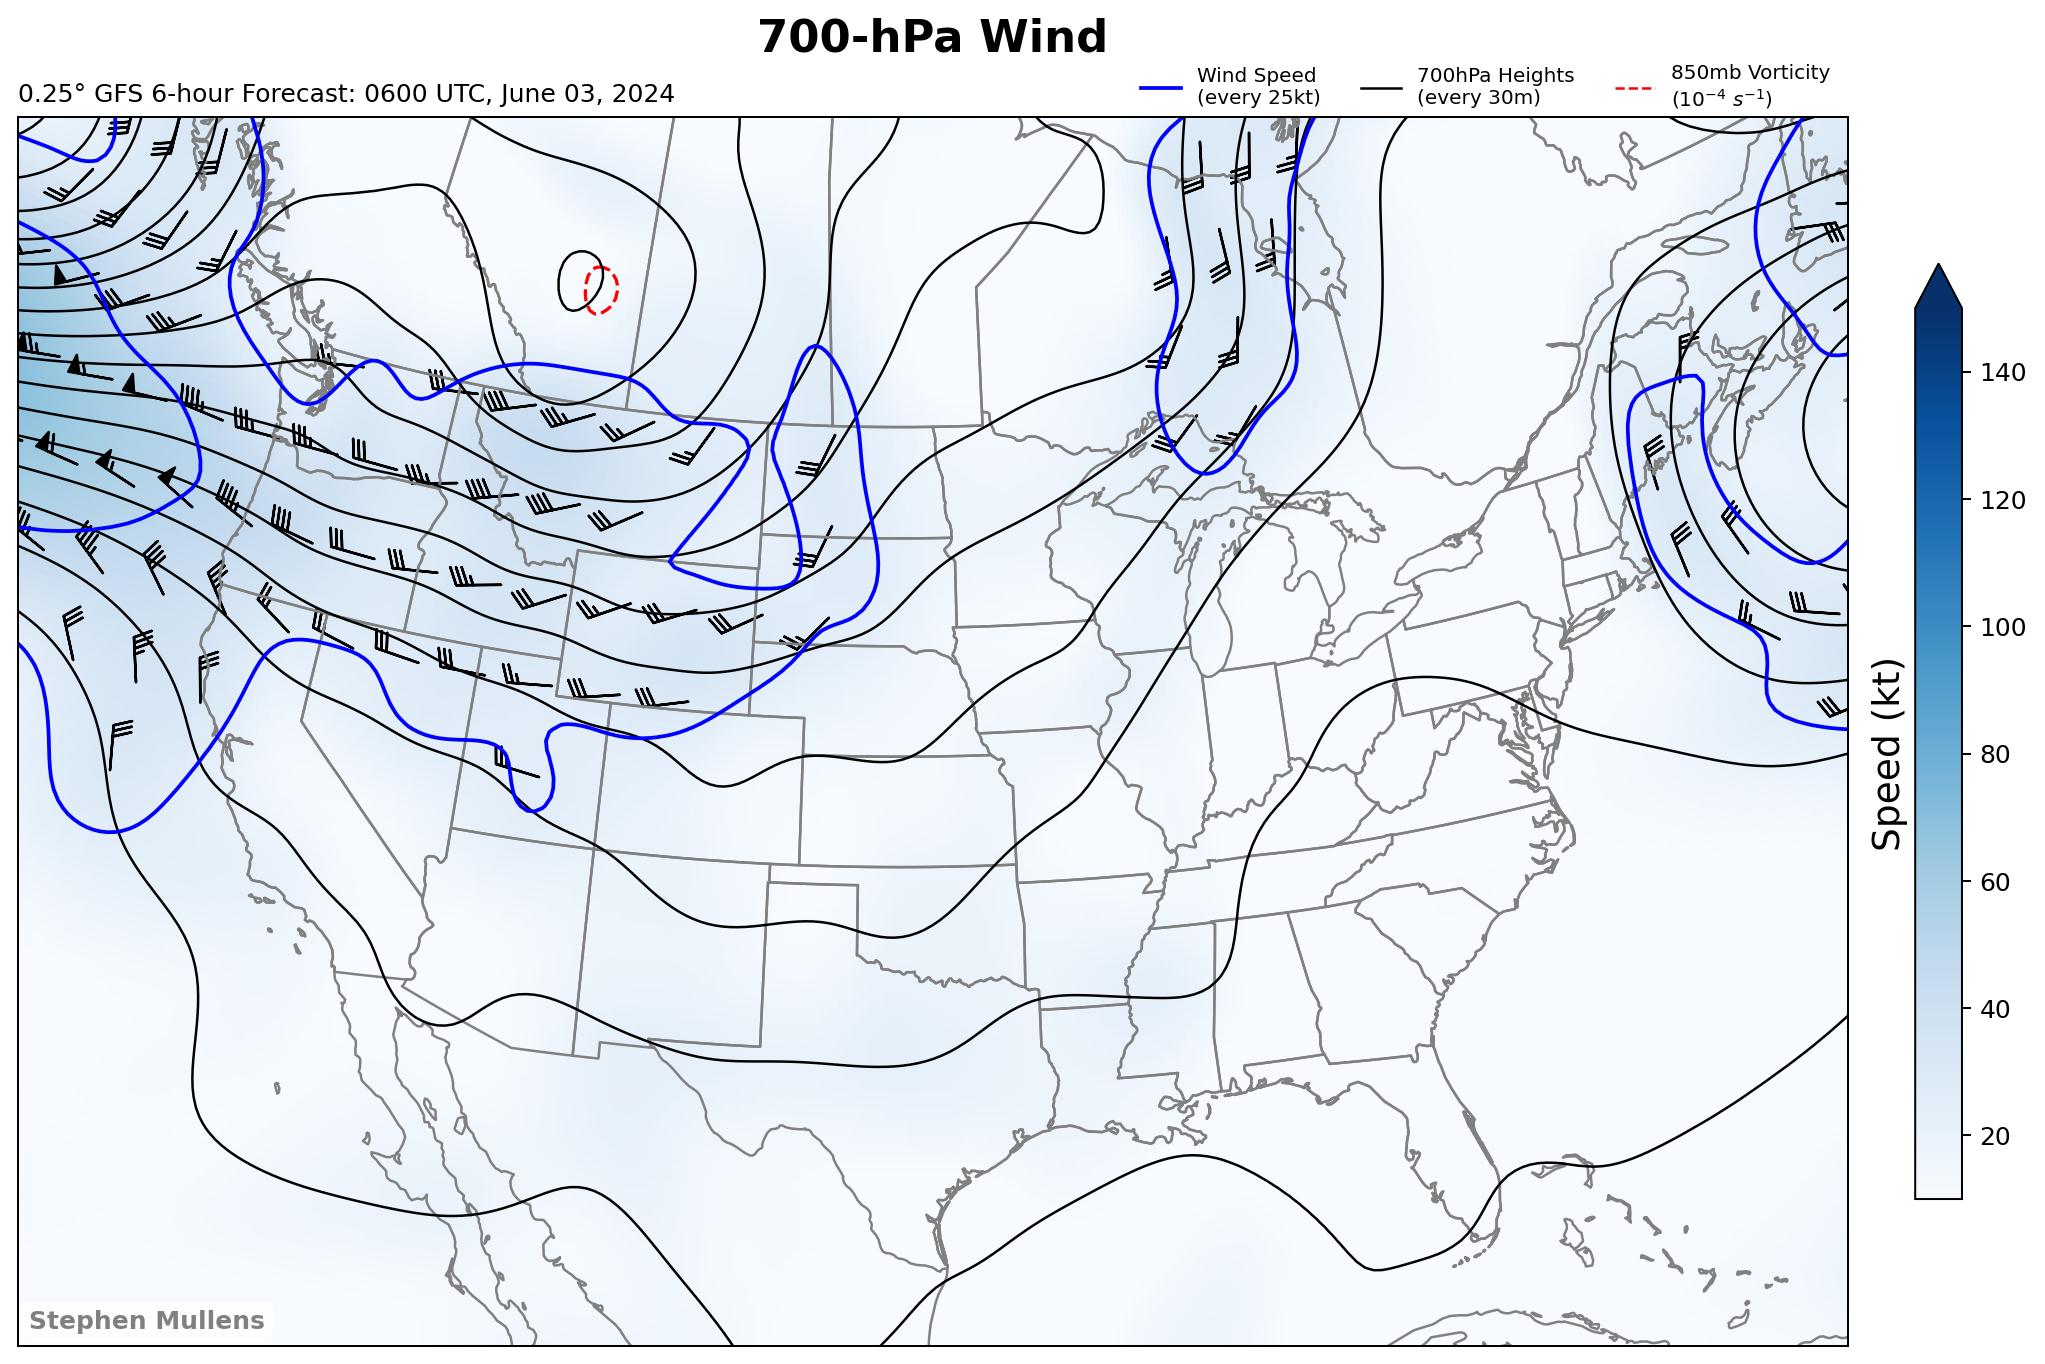 700-hPa Wind
0.25° GFS 6-hour Forecast: 0600 UTC, June 03, 2024
Wind Speed
(every 25kt)
700hPa Heights
(every 30m)
850mb Vorticity
(10⁻⁴ s⁻¹)
140
120
100
80
60
40
20
Speed (kt)
Stephen Mullens